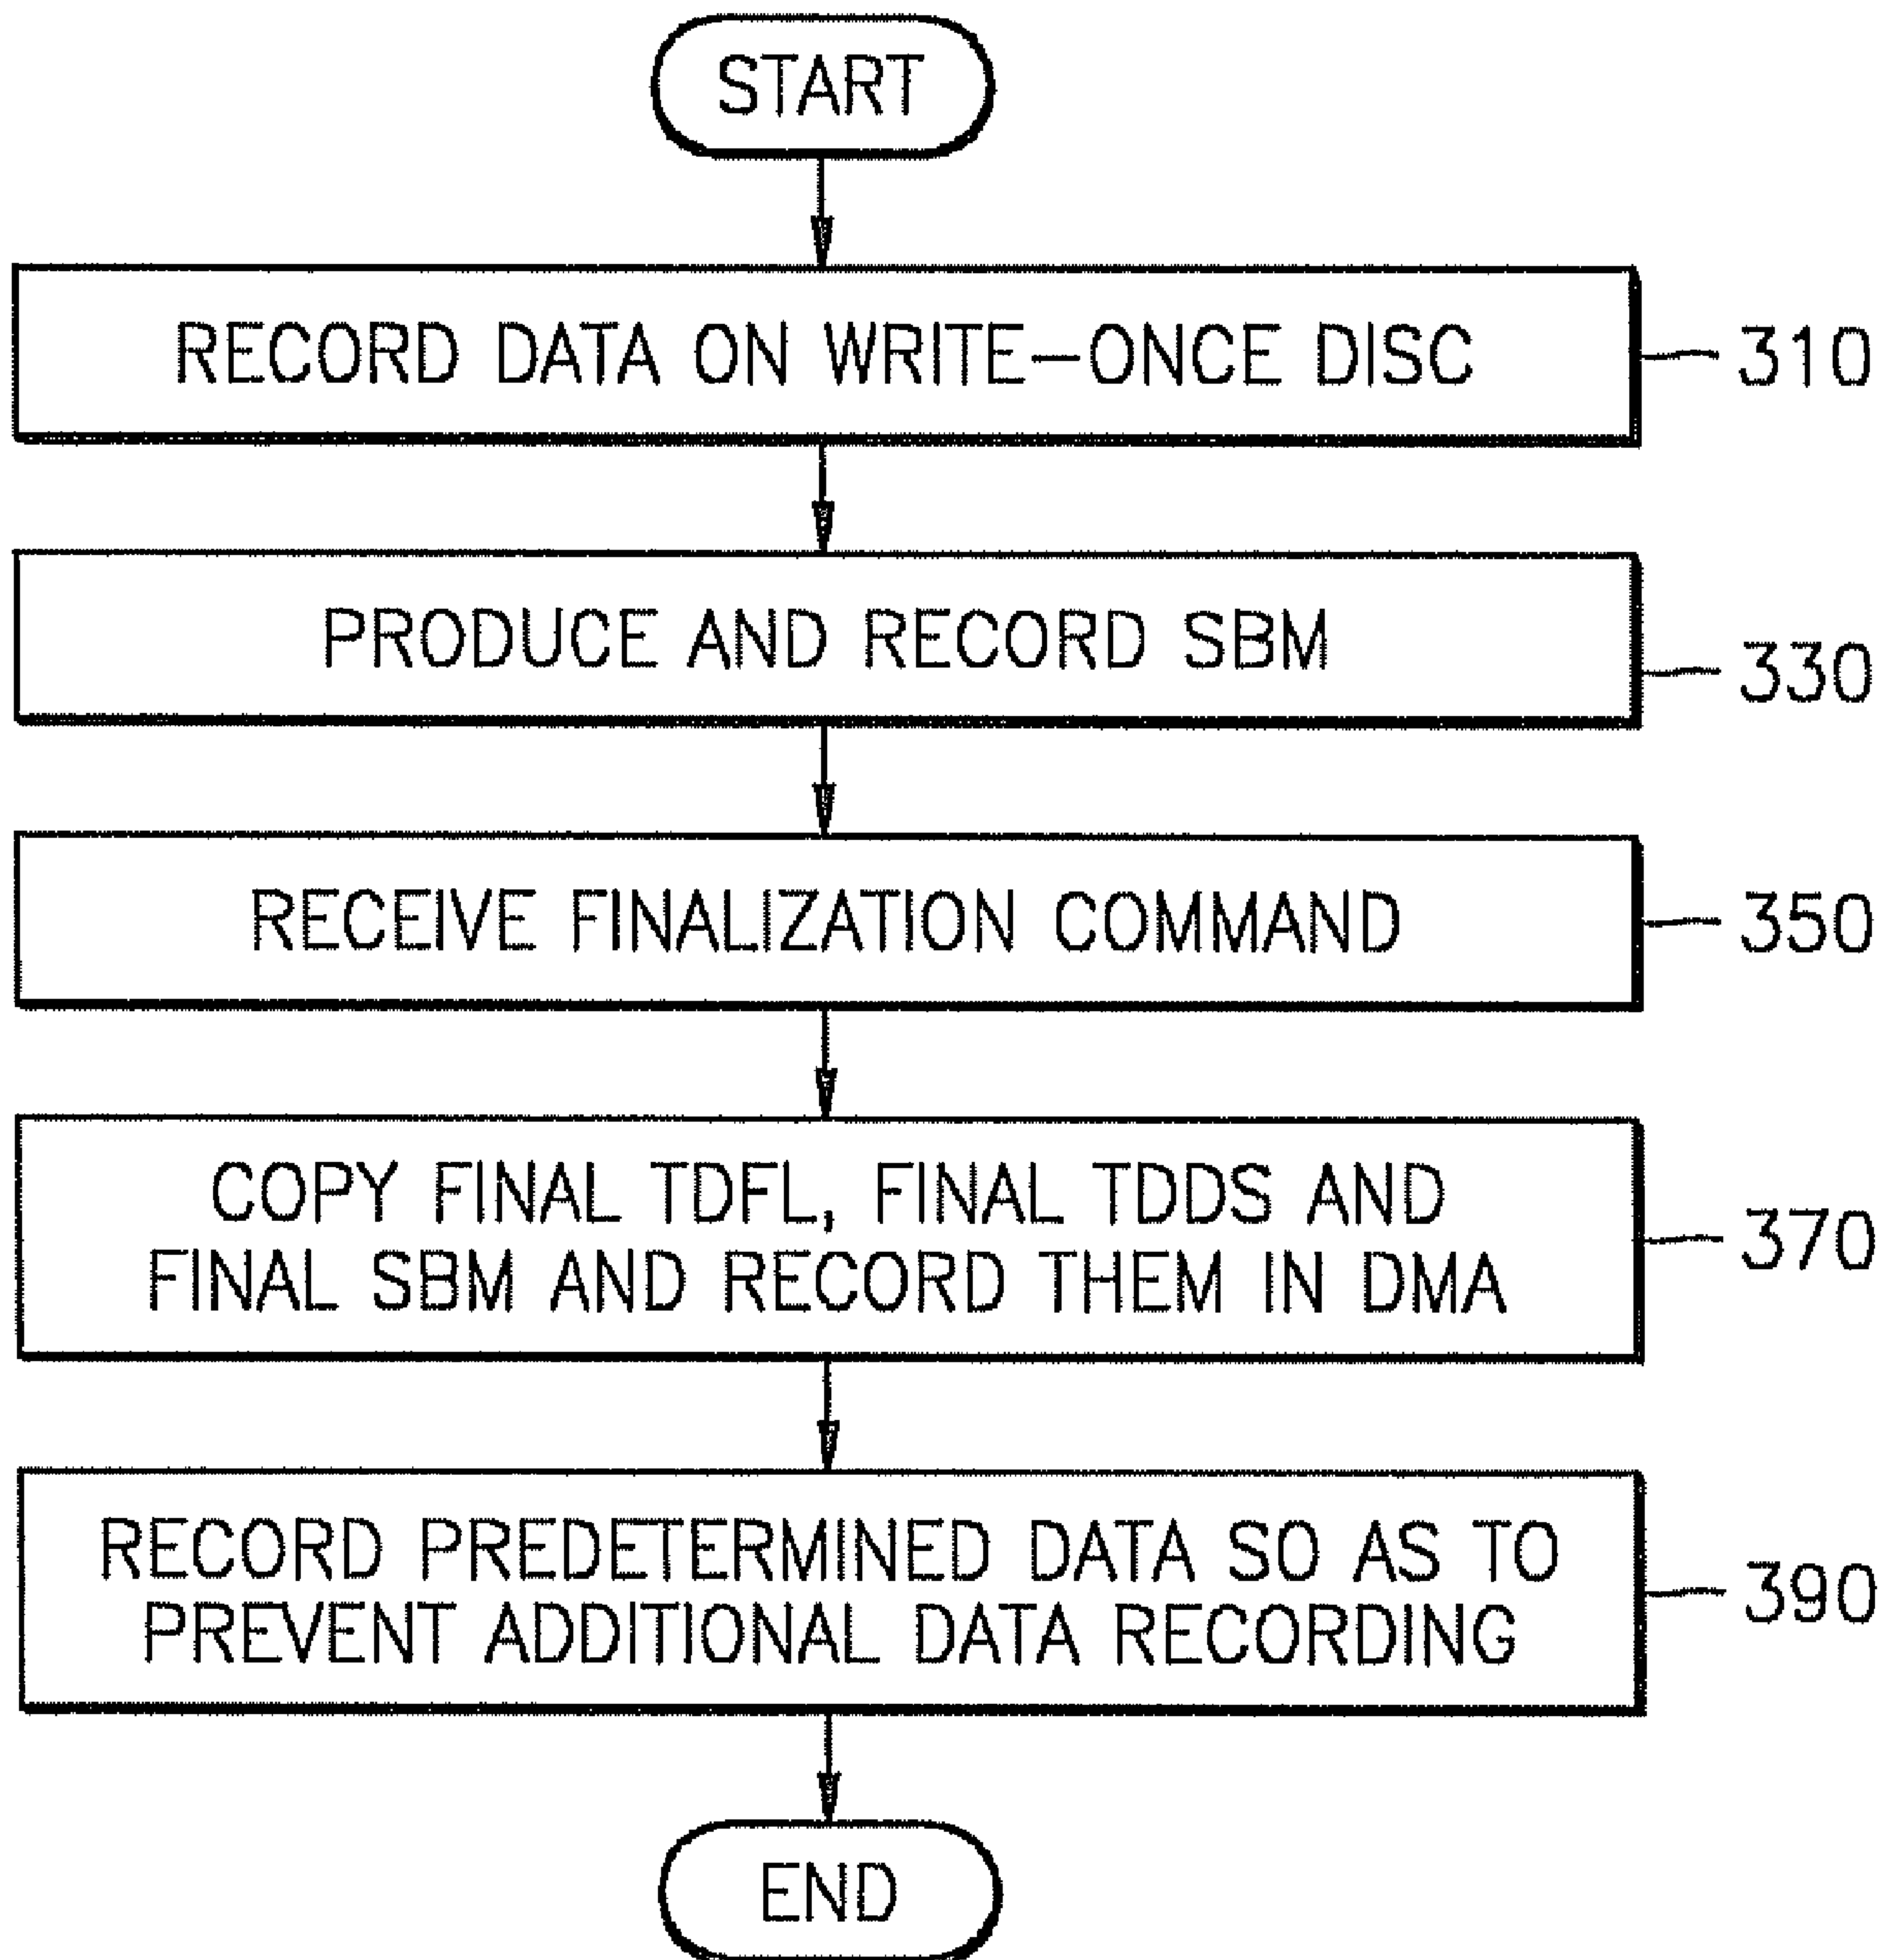 START
RECORD DATA ON WRITE-ONCE DISC
310
PRODUCE AND RECORD SBM
330
RECEIVE FINALIZATION COMMAND
350
COPY FINAL TDFL, FINAL TDDS AND
FINAL SBM AND RECORD THEM IN DMA
370
RECORD PREDETERMINED DATA SO AS TO
PREVENT ADDITIONAL DATA RECORDING
390
END